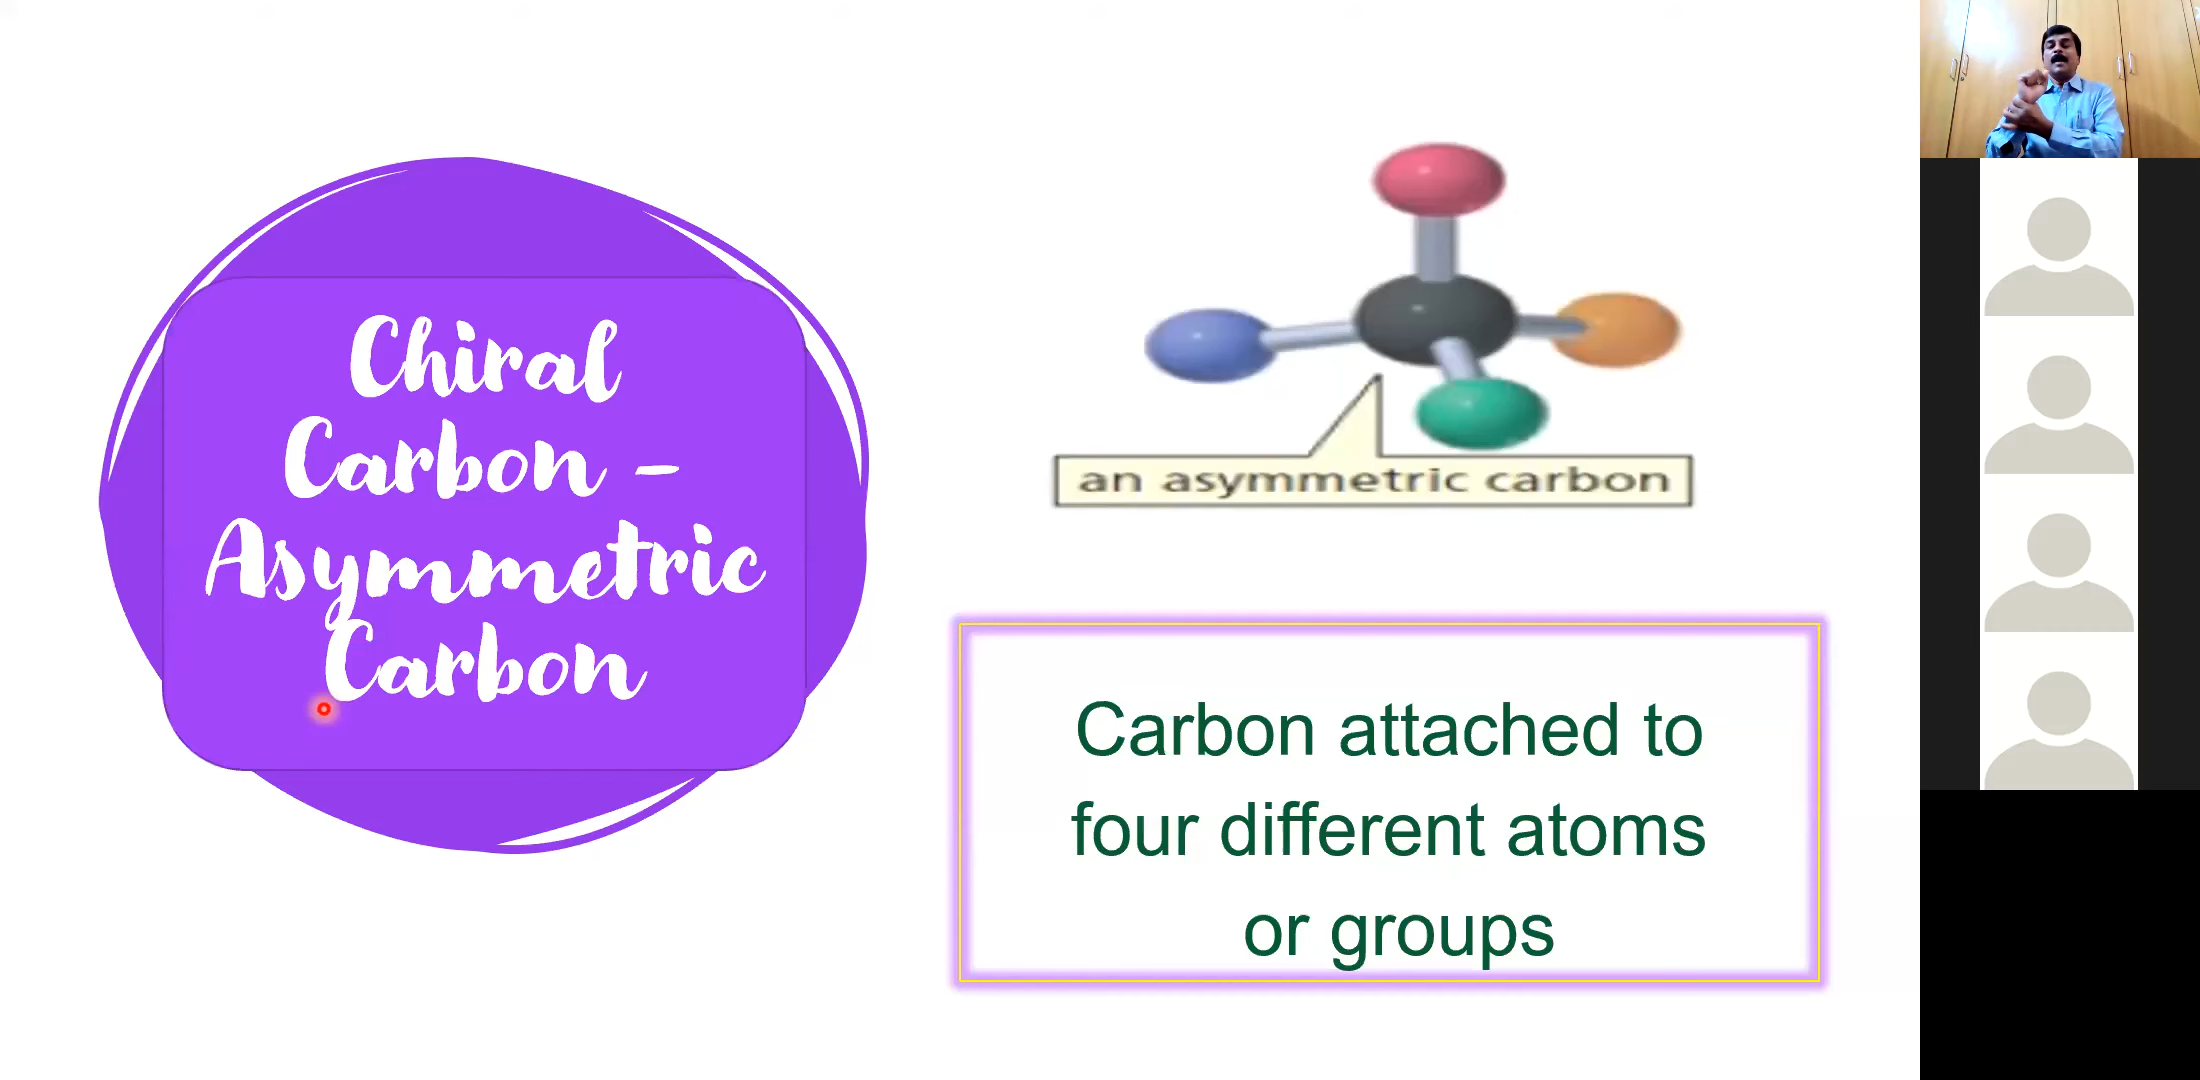 Chiral
Carbon -
Asymmetric
Carbon
an asymmetric carbon
Carbon attached to
four different atoms
or groups